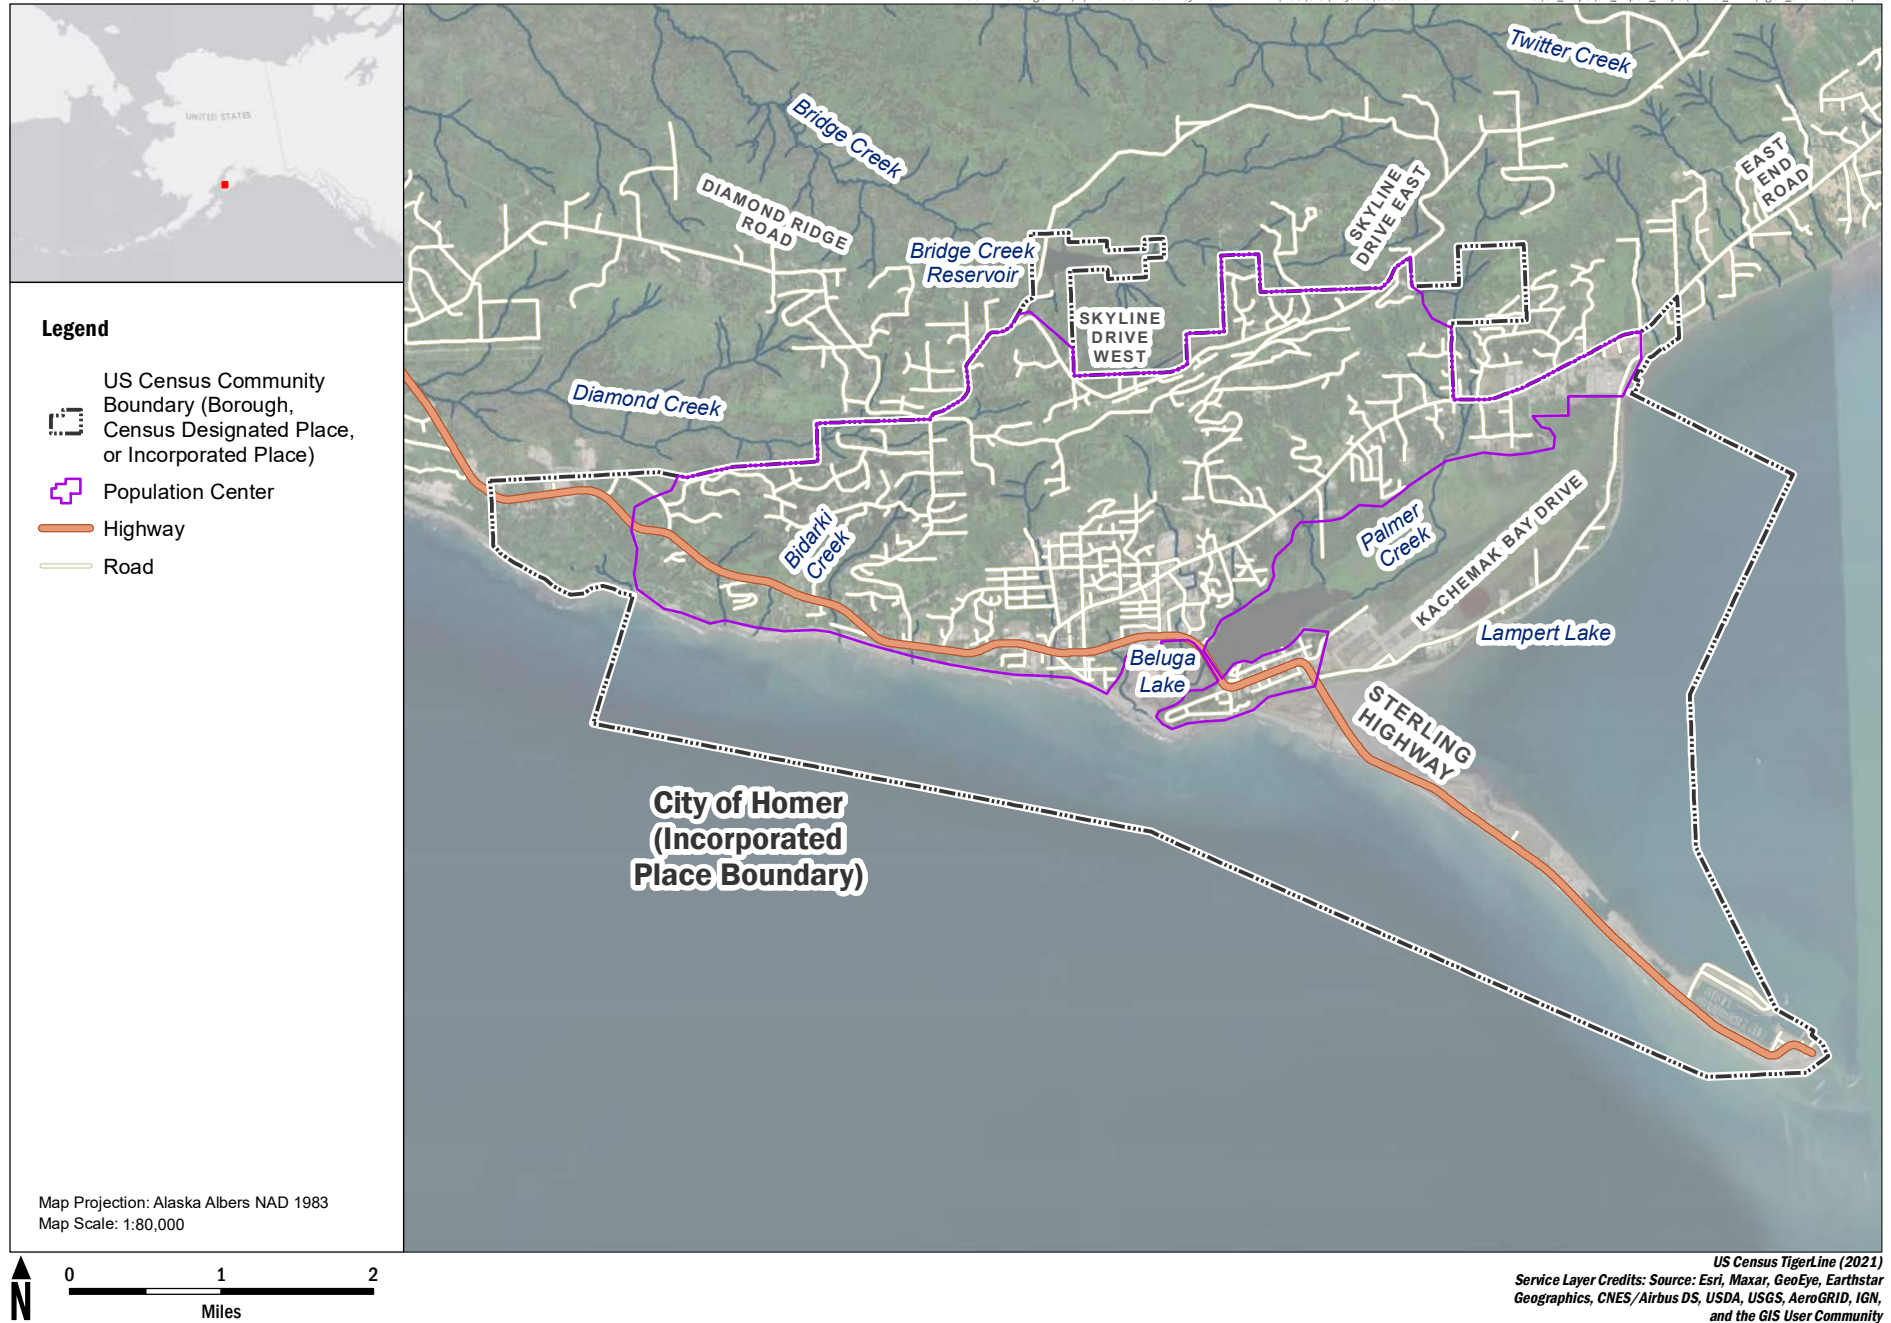 UNITED STATES
Legend
US Census Community
Boundary (Borough,
Census Designated Place,
or Incorporated Place)
Population Center
Highway
Road
Map Projection: Alaska Albers NAD 1983
Map Scale: 1:80,000
N
0 1 2
Miles
Twitter Creek
Bridge Creek
EAST
END
ROAD
DIAMOND RIDGE
ROAD
SKYLINE
DRIVE EAST
Bridge Creek
Reservoir
SKYLINE
DRIVE
WEST
Diamond Creek
Bidarki
Creek
Palmer
Creek
KACHEMAK BAY DRIVE
Lampert Lake
Beluga
Lake
STERLING
HIGHWAY
City of Homer
(Incorporated
Place Boundary)
US Census TigerLine (2021)
Service Layer Credits: Source: Esri, Maxar, GeoEye, Earthstar
Geographics, CNES/Airbus DS, USDA, USGS, AeroGRID, IGN,
and the GIS User Community